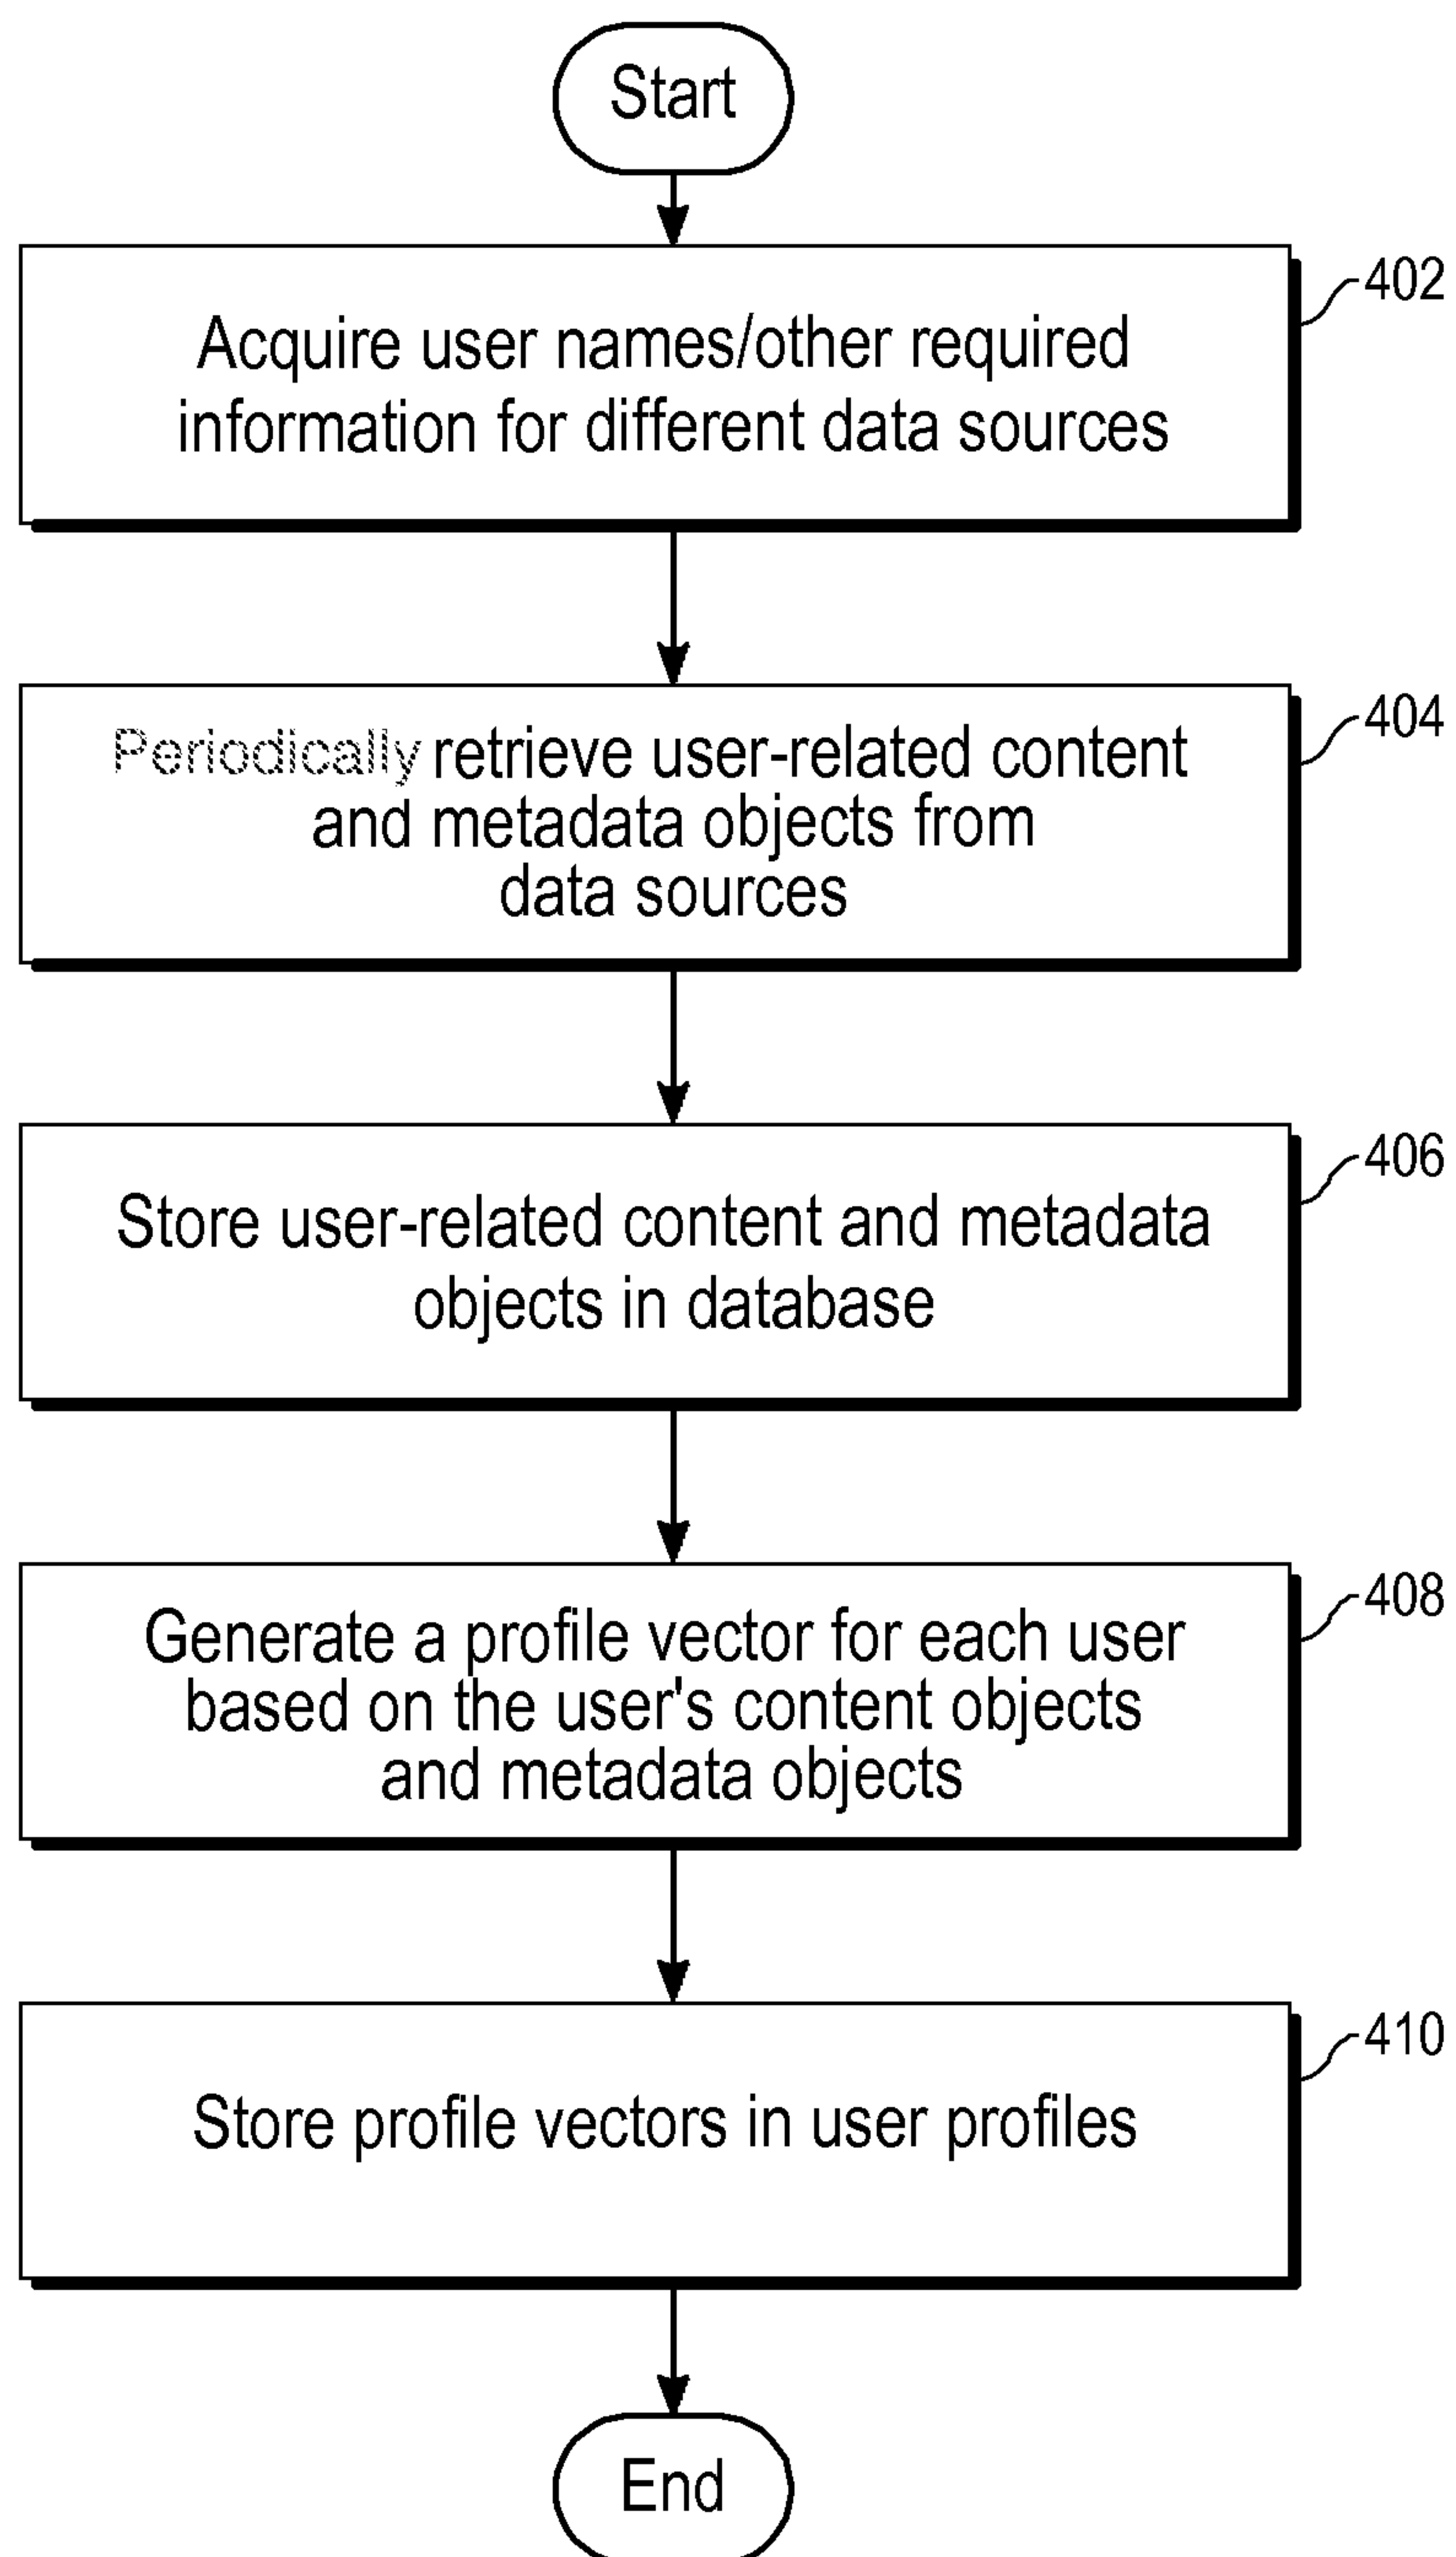 Start
402
Acquire user names/other required
information for different data sources
404
Periodically retrieve user-related content
and metadata objects from
data sources
406
Store user-related content and metadata
objects in database
408
Generate a profile vector for each user
based on the user's content objects
and metadata objects
410
Store profile vectors in user profiles
End